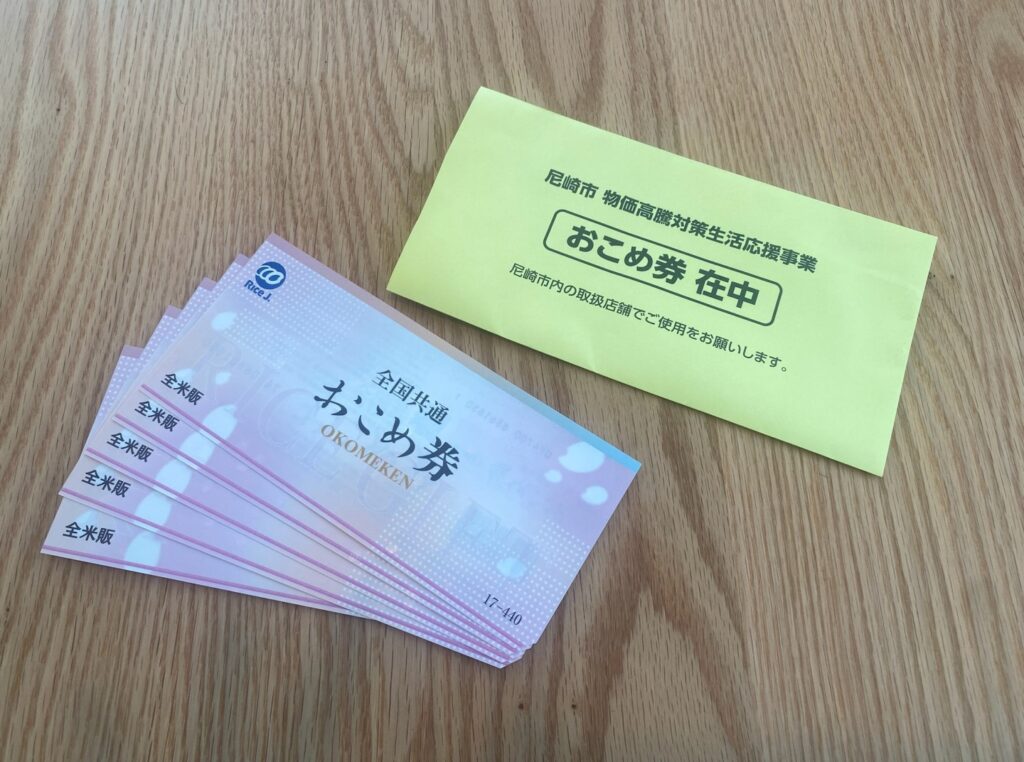 尼崎市 物価高騰対策生活応援事業
おこめ券 在中
尼崎市内の取扱店舗でご使用をお願いします。
Rice J.
全国共通
おこめ券
OKOMEKEN
17-440
全米販
全米販
全米販
全米販
全米販